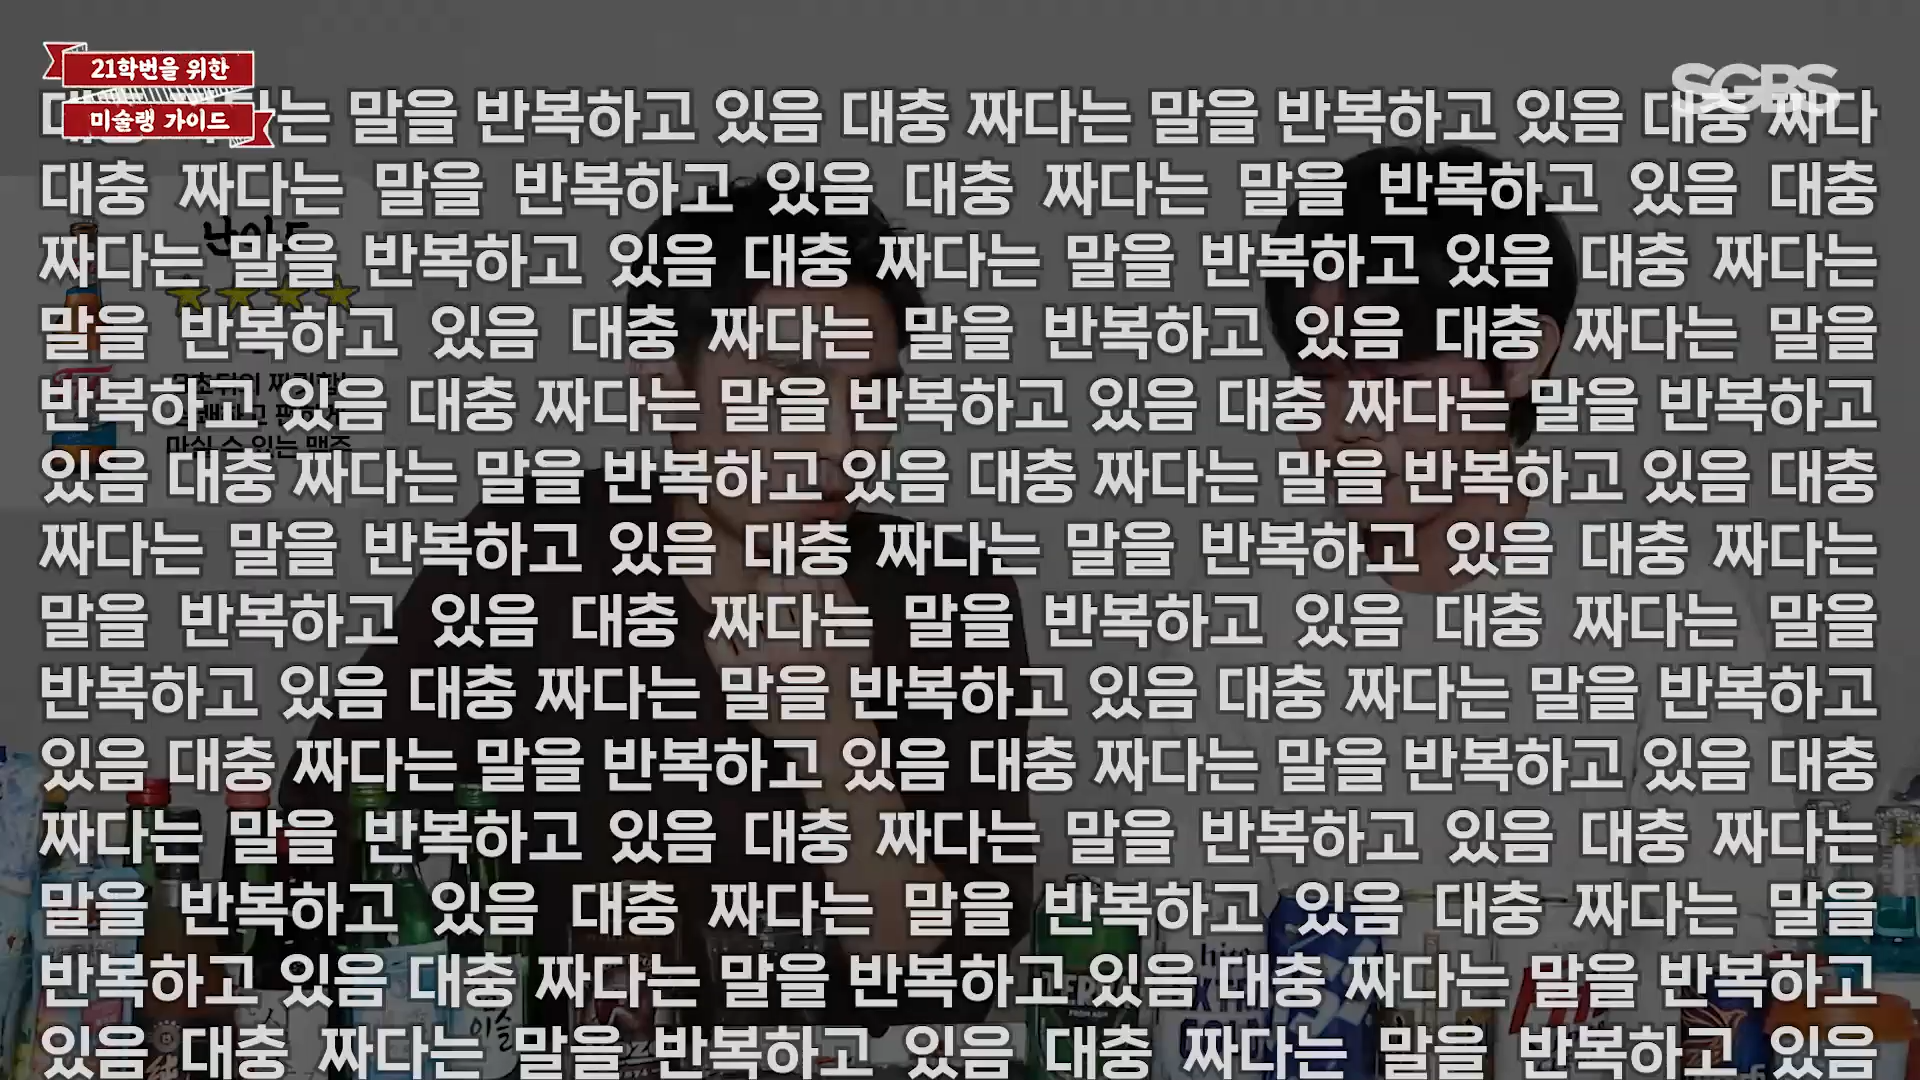 21학번을 위한
미술랭 가이드
SGBS
대충 짜다는 말을 반복하고 있음 대충 짜다는 말을 반복하고 있음 대충 짜다
대충 짜다는 말을 반복하고 있음 대충 짜다는 말을 반복하고 있음 대충
짜다는 말을 반복하고 있음 대충 짜다는 말을 반복하고 있음 대충 짜다는
말을 반복하고 있음 대충 짜다는 말을 반복하고 있음 대충 짜다는 말을
반복하고 있음 대충 짜다는 말을 반복하고 있음 대충 짜다는 말을 반복하고
있음 대충 짜다는 말을 반복하고 있음 대충 짜다는 말을 반복하고 있음 대충
짜다는 말을 반복하고 있음 대충 짜다는 말을 반복하고 있음 대충 짜다는
말을 반복하고 있음 대충 짜다는 말을 반복하고 있음 대충 짜다는 말을
반복하고 있음 대충 짜다는 말을 반복하고 있음 대충 짜다는 말을 반복하고
있음 대충 짜다는 말을 반복하고 있음 대충 짜다는 말을 반복하고 있음 대충
짜다는 말을 반복하고 있음 대충 짜다는 말을 반복하고 있음 대충 짜다는
말을 반복하고 있음 대충 짜다는 말을 반복하고 있음 대충 짜다는 말을
반복하고 있음 대충 짜다는 말을 반복하고 있음 대충 짜다는 말을 반복하고
있음 대충 짜다는 말을 반복하고 있음 대충 짜다는 말을 반복하고 있음
난이도
마실 수 있는 맥주
이슬